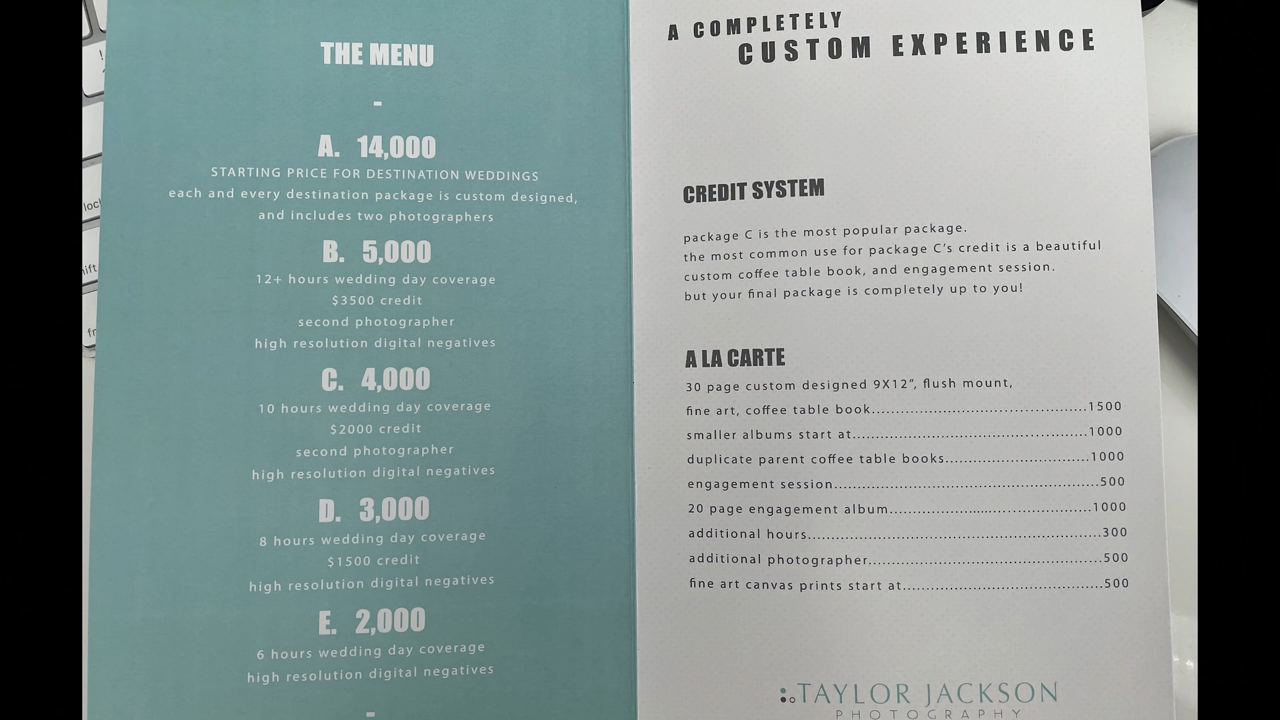 THE MENU
-
A. 14,000
STARTING PRICE FOR DESTINATION WEDDINGS
each and every destination package is custom designed,
and includes two photographers
B. 5,000
12+ hours wedding day coverage
$3500 credit
second photographer
high resolution digital negatives
C. 4,000
10 hours wedding day coverage
$2000 credit
second photographer
high resolution digital negatives
D. 3,000
8 hours wedding day coverage
$1500 credit
high resolution digital negatives
E. 2,000
6 hours wedding day coverage
high resolution digital negatives
-
A COMPLETELY
CUSTOM EXPERIENCE
CREDIT SYSTEM
package C is the most popular package.
the most common use for package C's credit is a beautiful
custom coffee table book, and engagement session.
but your final package is completely up to you!
A LA CARTE
30 page custom designed 9X12", flush mount,
fine art, coffee table book.............................................1500
smaller albums start at.................................................1000
duplicate parent coffee table books..............................1000
engagement session.......................................................500
20 page engagement album..........................................1000
additional hours.............................................................300
additional photographer.................................................500
fine art canvas prints start at..........................................500
TAYLOR JACKSON
PHOTOGRAPHY